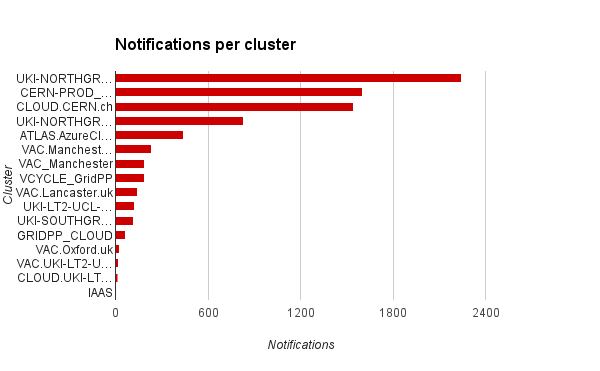 Notifications per cluster
UKI-NORTHGR…
CERN-PROD_…
CLOUD.CERN.ch
UKI-NORTHGR…
ATLAS.AzureCl…
VAC.Manchest…
VAC_Manchester
VCYCLE_GridPP
VAC.Lancaster.uk
UKI-LT2-UCL-…
UKI-SOUTHGR…
GRIDPP_CLOUD
VAC.Oxford.uk
VAC.UKI-LT2-U…
CLOUD.UKI-LT…
IAAS
Cluster
0 600 1200 1800 2400
Notifications